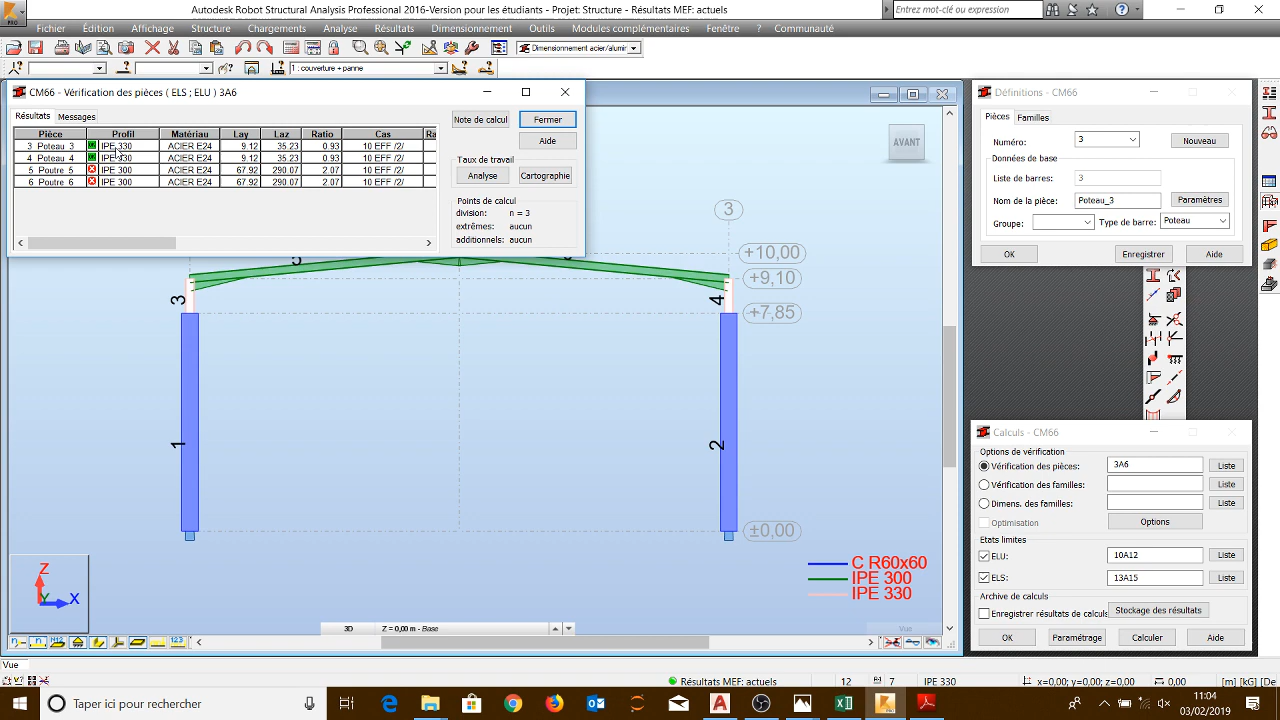 Autodesk Robot Structural Analysis Professional 2016-Version pour les étudiants - Projet: Structure - Résultats MEF: actuels
Entrez mot-clé ou expression
PRO
Fichier Edition Affichage Structure Chargements Analyse Résultats Dimensionnement Outils Modules complémentaires Fenêtre ? Communauté
Dimensionnement acier/alumir
1 : couverture + panne
CM66 - Vérification des pièces ( ELS ; ELU ) 3A6
Résultats Messages
Pièce Profil Matériau Lay Laz Ratio Cas Ra
3 Poteau_3 IPE 330 ACIER E24 9.12 35.23 0.93 10 EFF /2/
4 Poteau_4 IPE 330 ACIER E24 9.12 35.23 0.93 10 EFF /2/
5 Poutre_5 IPE 300 ACIER E24 67.92 290.07 2.07 10 EFF /2/
6 Poutre_6 IPE 300 ACIER E24 67.92 290.07 2.07 10 EFF /2/
Note de calcul Fermer
Aide
Taux de travail
Analyse Cartographie
Points de calcul
division: n = 3
extrêmes: aucun
additionnels: aucun
AVANT
3
+10,00
+9,10
+7,85
±0,00
5
3
4
1
2
C R60x60
IPE 300
IPE 330
Z
Y X
3D Z = 0,00 m - Base
Vue
Définitions - CM66
Pièces Familles
Numéro: 3 Nouveau
Données de base
Liste de barres: 3
Nom de la pièce: Poteau_3 Paramètres
Groupe: Type de barre: Poteau
OK Enregistrer Aide
Calculs - CM66
Options de vérification
Vérification des pièces: 3A6 Liste
Vérification des familles: Liste
Dimens. des familles: Liste
Optimisation Options
Etats limites
ELU: 10A12 Liste
ELS: 13A15 Liste
Archive de calculs
Enregistrer résultats de calculs Stockage des résultats
OK Paramétrage Calculer Aide
Vue
Résultats MEF: actuels 12 7 IPE 330 x=0,00; y=0,00; z=0,00 0,00 [m] [kG] [De
Taper ici pour rechercher
11:04
03/02/2019